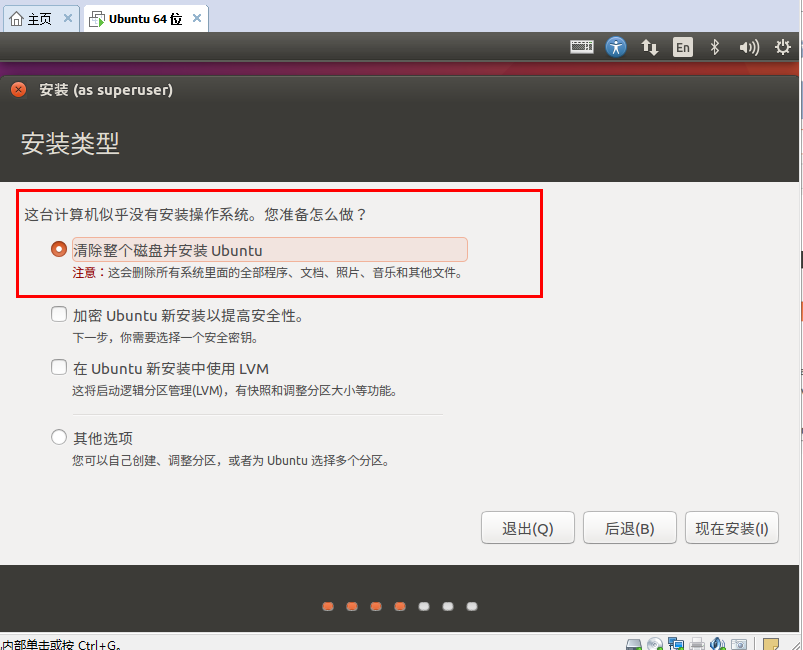 主页
Ubuntu 64 位
En
安装 (as superuser)
安装类型
这台计算机似乎没有安装操作系统。您准备怎么做？
清除整个磁盘并安装 Ubuntu
注意：这会删除所有系统里面的全部程序、文档、照片、音乐和其他文件。
加密 Ubuntu 新安装以提高安全性。
下一步，你需要选择一个安全密钥。
在 Ubuntu 新安装中使用 LVM
这将启动逻辑分区管理(LVM)，有快照和调整分区大小等功能。
其他选项
您可以自己创建、调整分区，或者为 Ubuntu 选择多个分区。
退出(Q)
后退(B)
现在安装(I)
内部单击或按 Ctrl+G。